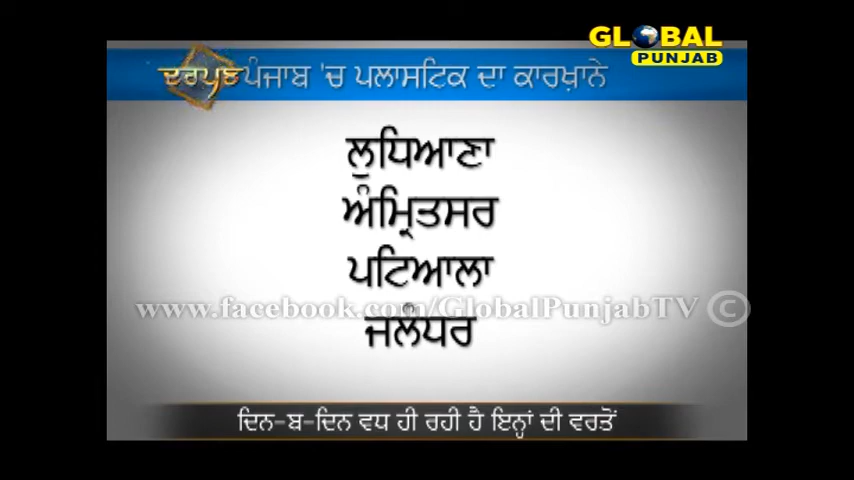 GLOBAL
PUNJAB
ਦਰਪਣ
ਪੰਜਾਬ 'ਚ ਪਲਾਸਟਿਕ ਦਾ ਕਾਰਖ਼ਾਨੇ
ਲੁਧਿਆਣਾ
ਅੰਮ੍ਰਿਤਸਰ
ਪਟਿਆਲਾ
www.facebook.com/GlobalPunjabTV ©
ਜਲੰਧਰ
ਦਿਨ-ਬ-ਦਿਨ ਵਧ ਹੀ ਰਹੀ ਹੈ ਇਨ੍ਹਾਂ ਦੀ ਵਰਤੋਂ